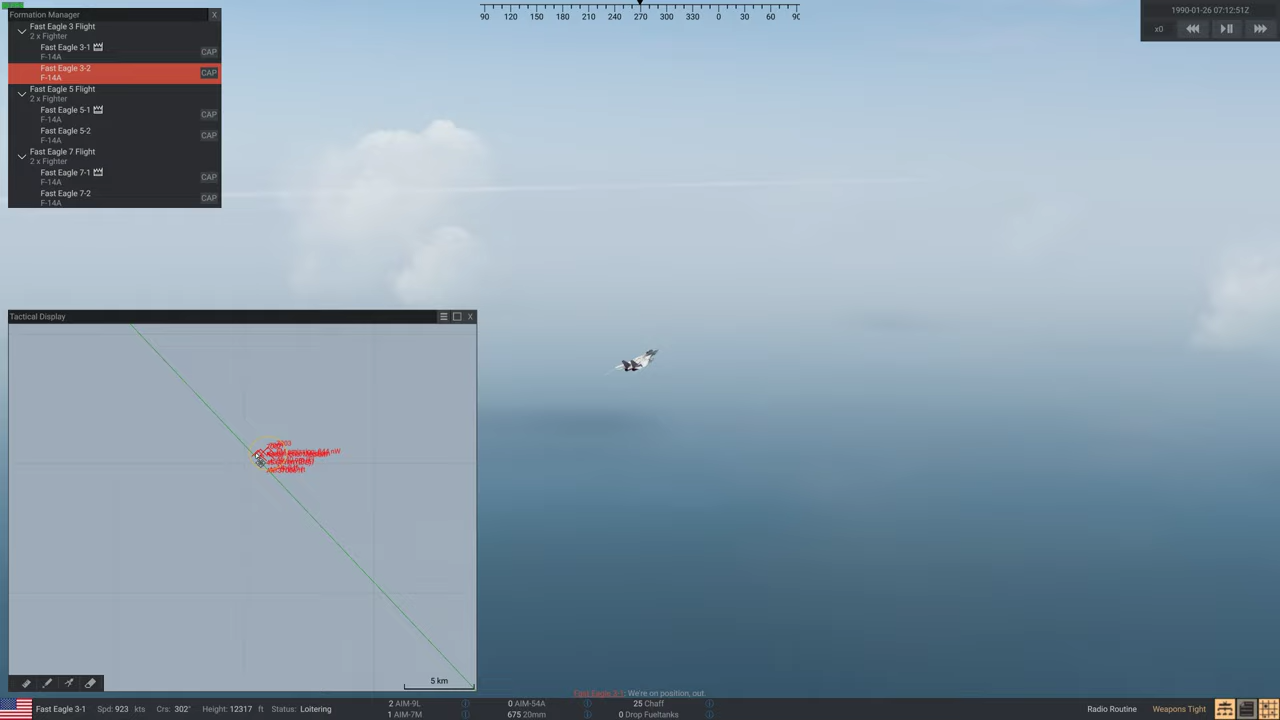 Formation Manager X
Fast Eagle 3 Flight
2 x Fighter
Fast Eagle 3-1
F-14A
CAP
Fast Eagle 3-2
F-14A
CAP
Fast Eagle 5 Flight
2 x Fighter
Fast Eagle 5-1
F-14A
CAP
Fast Eagle 5-2
F-14A
CAP
Fast Eagle 7 Flight
2 x Fighter
Fast Eagle 7-1
F-14A
CAP
Fast Eagle 7-2
F-14A
CAP
90 120 150 180 210 240 270 300 330 0 30 60 90
1990-01-26 07:12:51Z
x0
Tactical Display X
5 km
We're on position, out.
Fast Eagle 3-1 Spd: 923 kts Crs: 302° Height: 12317 ft Status: Loitering
2 AIM-9L
1 AIM-7M
0 AIM-54A
675 20mm
25 Chaff
0 Drop Fueltanks
Radio Routine
Weapons Tight